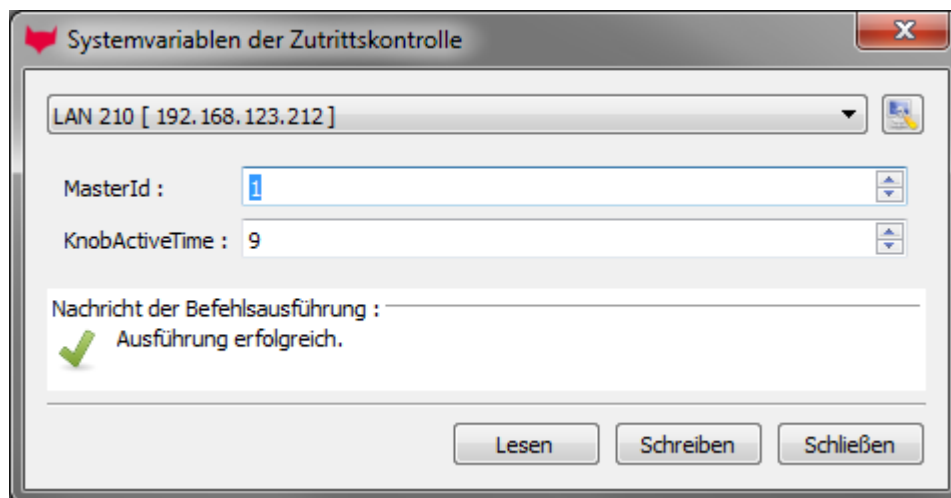 Systemvariablen der Zutrittskontrolle
LAN 210 [ 192.168.123.212 ]
MasterId : 1
KnobActiveTime : 9
Nachricht der Befehlsausführung :
Ausführung erfolgreich.
Lesen Schreiben Schließen